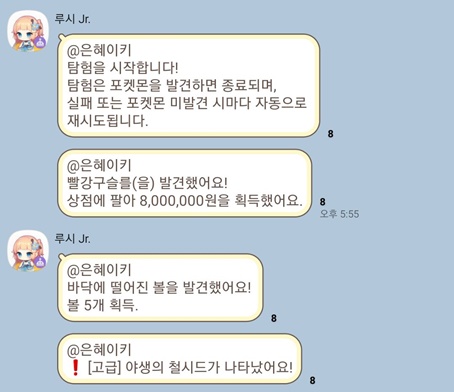 루시 Jr.
@은혜이키
탐험을 시작합니다!
탐험은 포켓몬을 발견하면 종료되며,
실패 또는 포켓몬 미발견 시마다 자동으로
재시도됩니다.
8
@은혜이키
빨강구슬를(을) 발견했어요!
상점에 팔아 8,000,000원을 획득했어요.
8
오후 5:55
루시 Jr.
@은혜이키
바닥에 떨어진 볼을 발견했어요!
볼 5개 획득.
8
@은혜이키
❗ [고급] 야생의 철시드가 나타났어요!
8